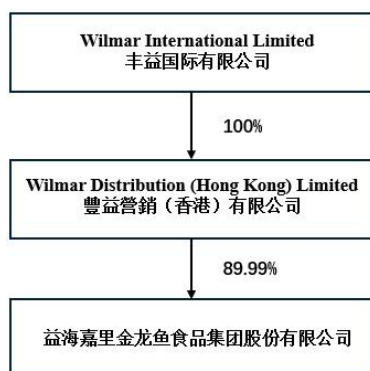 Wilmar International Limited
丰益国际有限公司
100%
Wilmar Distribution (Hong Kong) Limited
豐益營銷（香港）有限公司
89.99%
益海嘉里金龙鱼食品集团股份有限公司